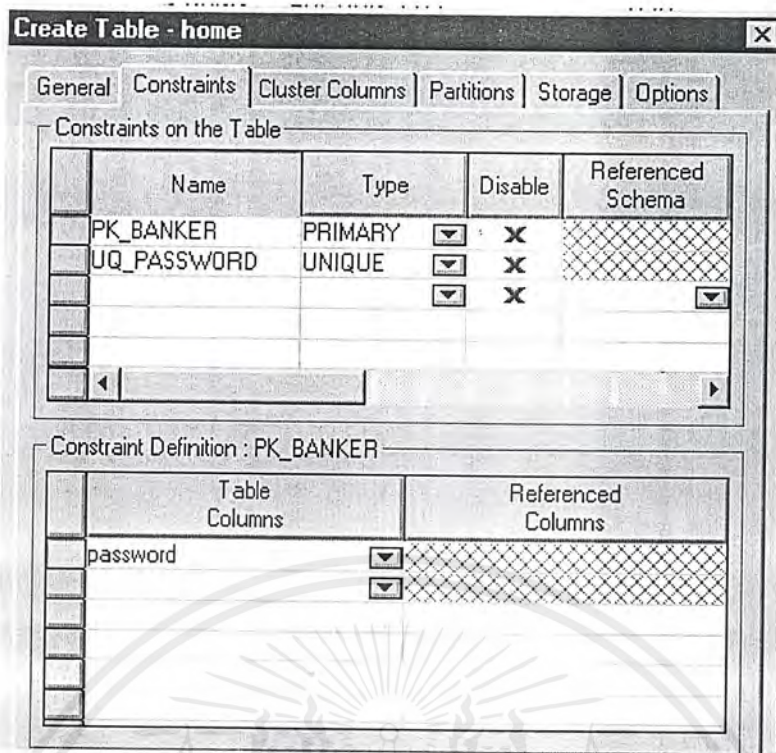 Create Table - home
General Constraints Cluster Columns Partitions Storage Options
Constraints on the Table
Name Type Disable Referenced Schema
PK_BANKER PRIMARY
UQ_PASSWORD UNIQUE
Constraint Definition : PK_BANKER
Table Columns Referenced Columns
password